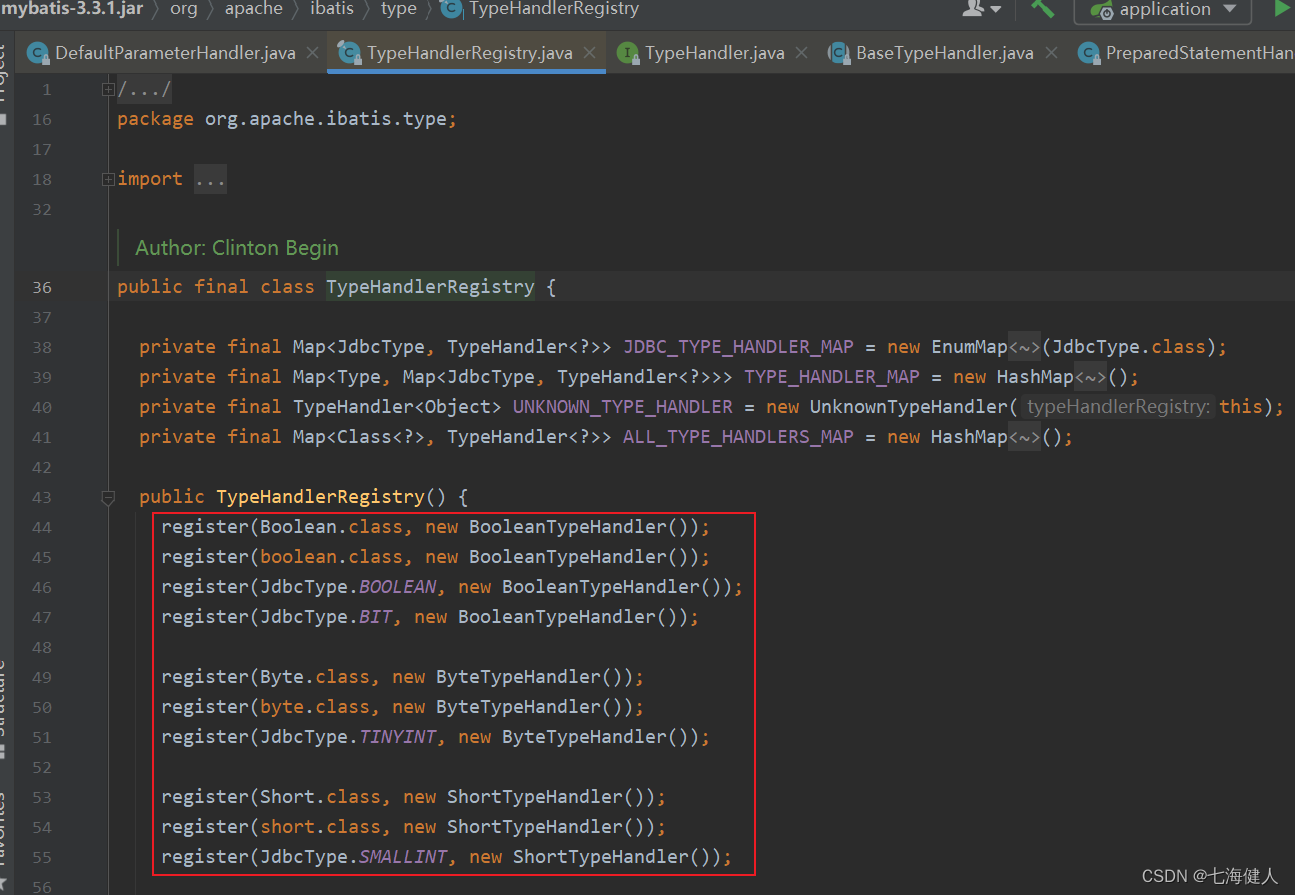 mybatis-3.3.1.jar > org > apache > ibatis > type > TypeHandlerRegistry application
DefaultParameterHandler.java TypeHandlerRegistry.java TypeHandler.java BaseTypeHandler.java PreparedStatementHan
1 /.../
16 package org.apache.ibatis.type;
17
18 import ...
32
Author: Clinton Begin
36 public final class TypeHandlerRegistry {
37
38 private final Map<JdbcType, TypeHandler<?>> JDBC_TYPE_HANDLER_MAP = new EnumMap<~>(JdbcType.class);
39 private final Map<Type, Map<JdbcType, TypeHandler<?>>> TYPE_HANDLER_MAP = new HashMap<~>();
40 private final TypeHandler<Object> UNKNOWN_TYPE_HANDLER = new UnknownTypeHandler( typeHandlerRegistry: this);
41 private final Map<Class<?>, TypeHandler<?>> ALL_TYPE_HANDLERS_MAP = new HashMap<~>();
42
43 public TypeHandlerRegistry() {
44 register(Boolean.class, new BooleanTypeHandler());
45 register(boolean.class, new BooleanTypeHandler());
46 register(JdbcType.BOOLEAN, new BooleanTypeHandler());
47 register(JdbcType.BIT, new BooleanTypeHandler());
48
49 register(Byte.class, new ByteTypeHandler());
50 register(byte.class, new ByteTypeHandler());
51 register(JdbcType.TINYINT, new ByteTypeHandler());
52
53 register(Short.class, new ShortTypeHandler());
54 register(short.class, new ShortTypeHandler());
55 register(JdbcType.SMALLINT, new ShortTypeHandler());
56
CSDN @七海健人